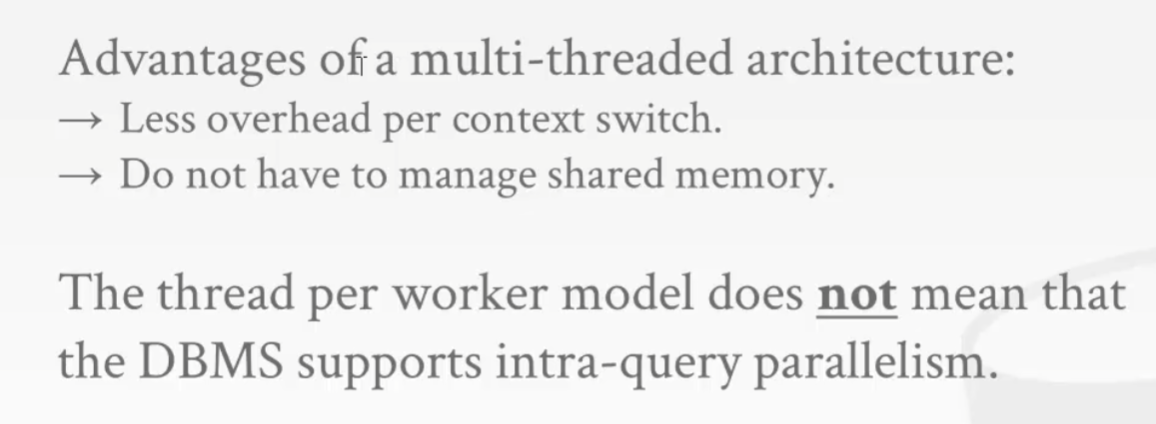 Advantages of a multi-threaded architecture:
→ Less overhead per context switch.
→ Do not have to manage shared memory.
The thread per worker model does not mean that
the DBMS supports intra-query parallelism.